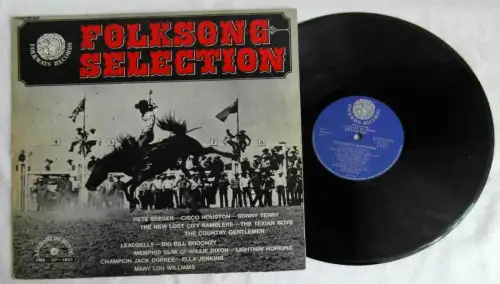 FOLKWAYS RECORDS
FOLKSONG
SELECTION
PETE SEEGER—CISCO HOUSTON—SONNY TERRY
THE NEW LOST CITY RAMBLERS—THE TEXIAN BOYS
THE COUNTRY GENTLEMEN
LEADBELLY—BIG BILL BROONZY
MEMPHIS SLIM & WILLIE DIXON—LIGHTNIN' HOPKINS
CHAMPION JACK DUPREE—ELLA JENKINS
MARY LOU WILLIAMS